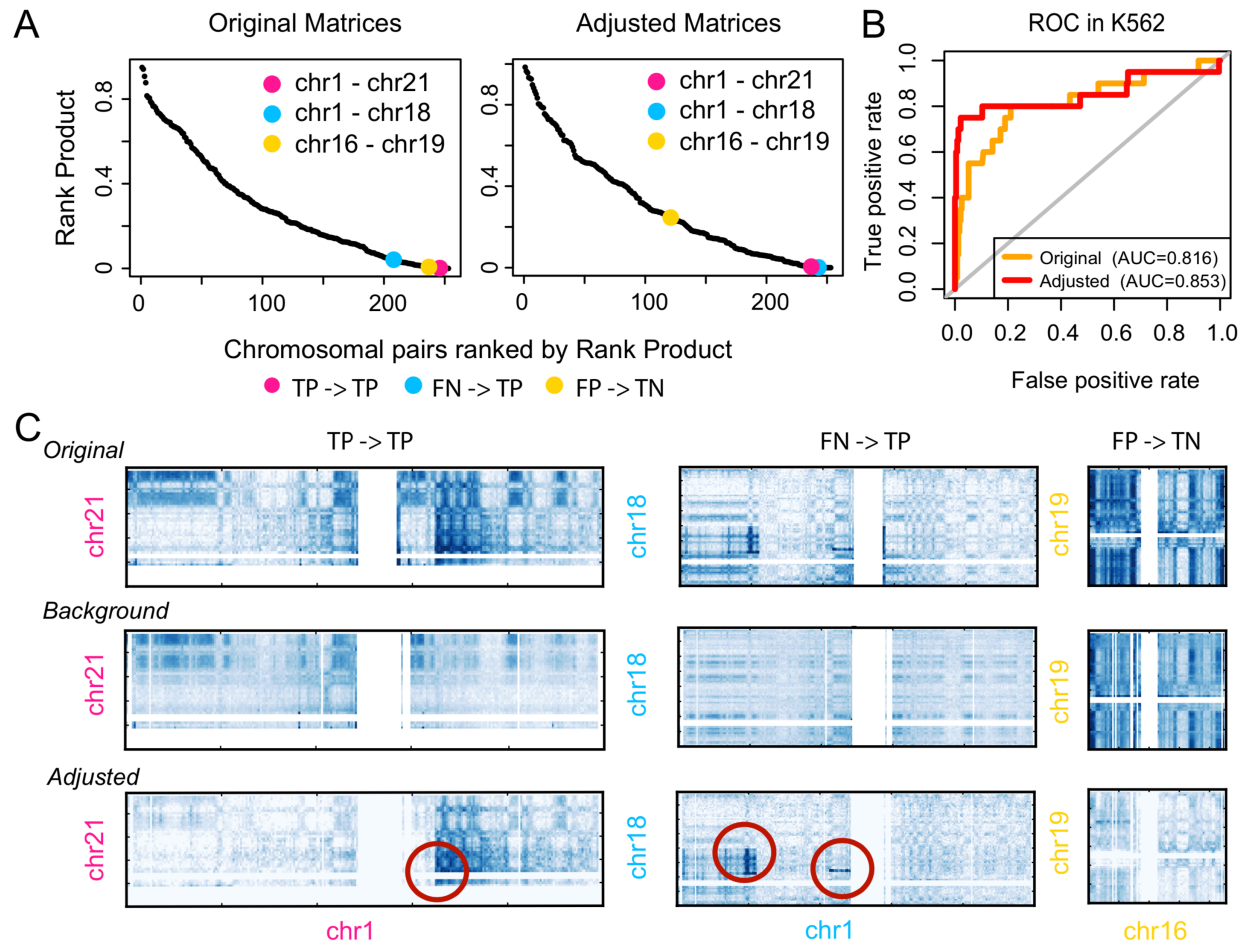 A
Original Matrices
Adjusted Matrices
Rank Product
0.8
0.4
0
chr1 - chr21
chr1 - chr18
chr16 - chr19
0 100 200
0.8
0.4
0
chr1 - chr21
chr1 - chr18
chr16 - chr19
0 100 200
Chromosomal pairs ranked by Rank Product
TP -> TP FN -> TP FP -> TN
B
ROC in K562
True positive rate
1.0
0.8
0.6
0.4
0.2
0.0
Original (AUC=0.816)
Adjusted (AUC=0.853)
0.0 0.2 0.4 0.6 0.8 1.0
False positive rate
C
Original
TP -> TP
FN -> TP
FP -> TN
chr21
chr18
chr19
Background
chr21
chr18
chr19
Adjusted
chr21
chr18
chr19
chr1
chr1
chr16